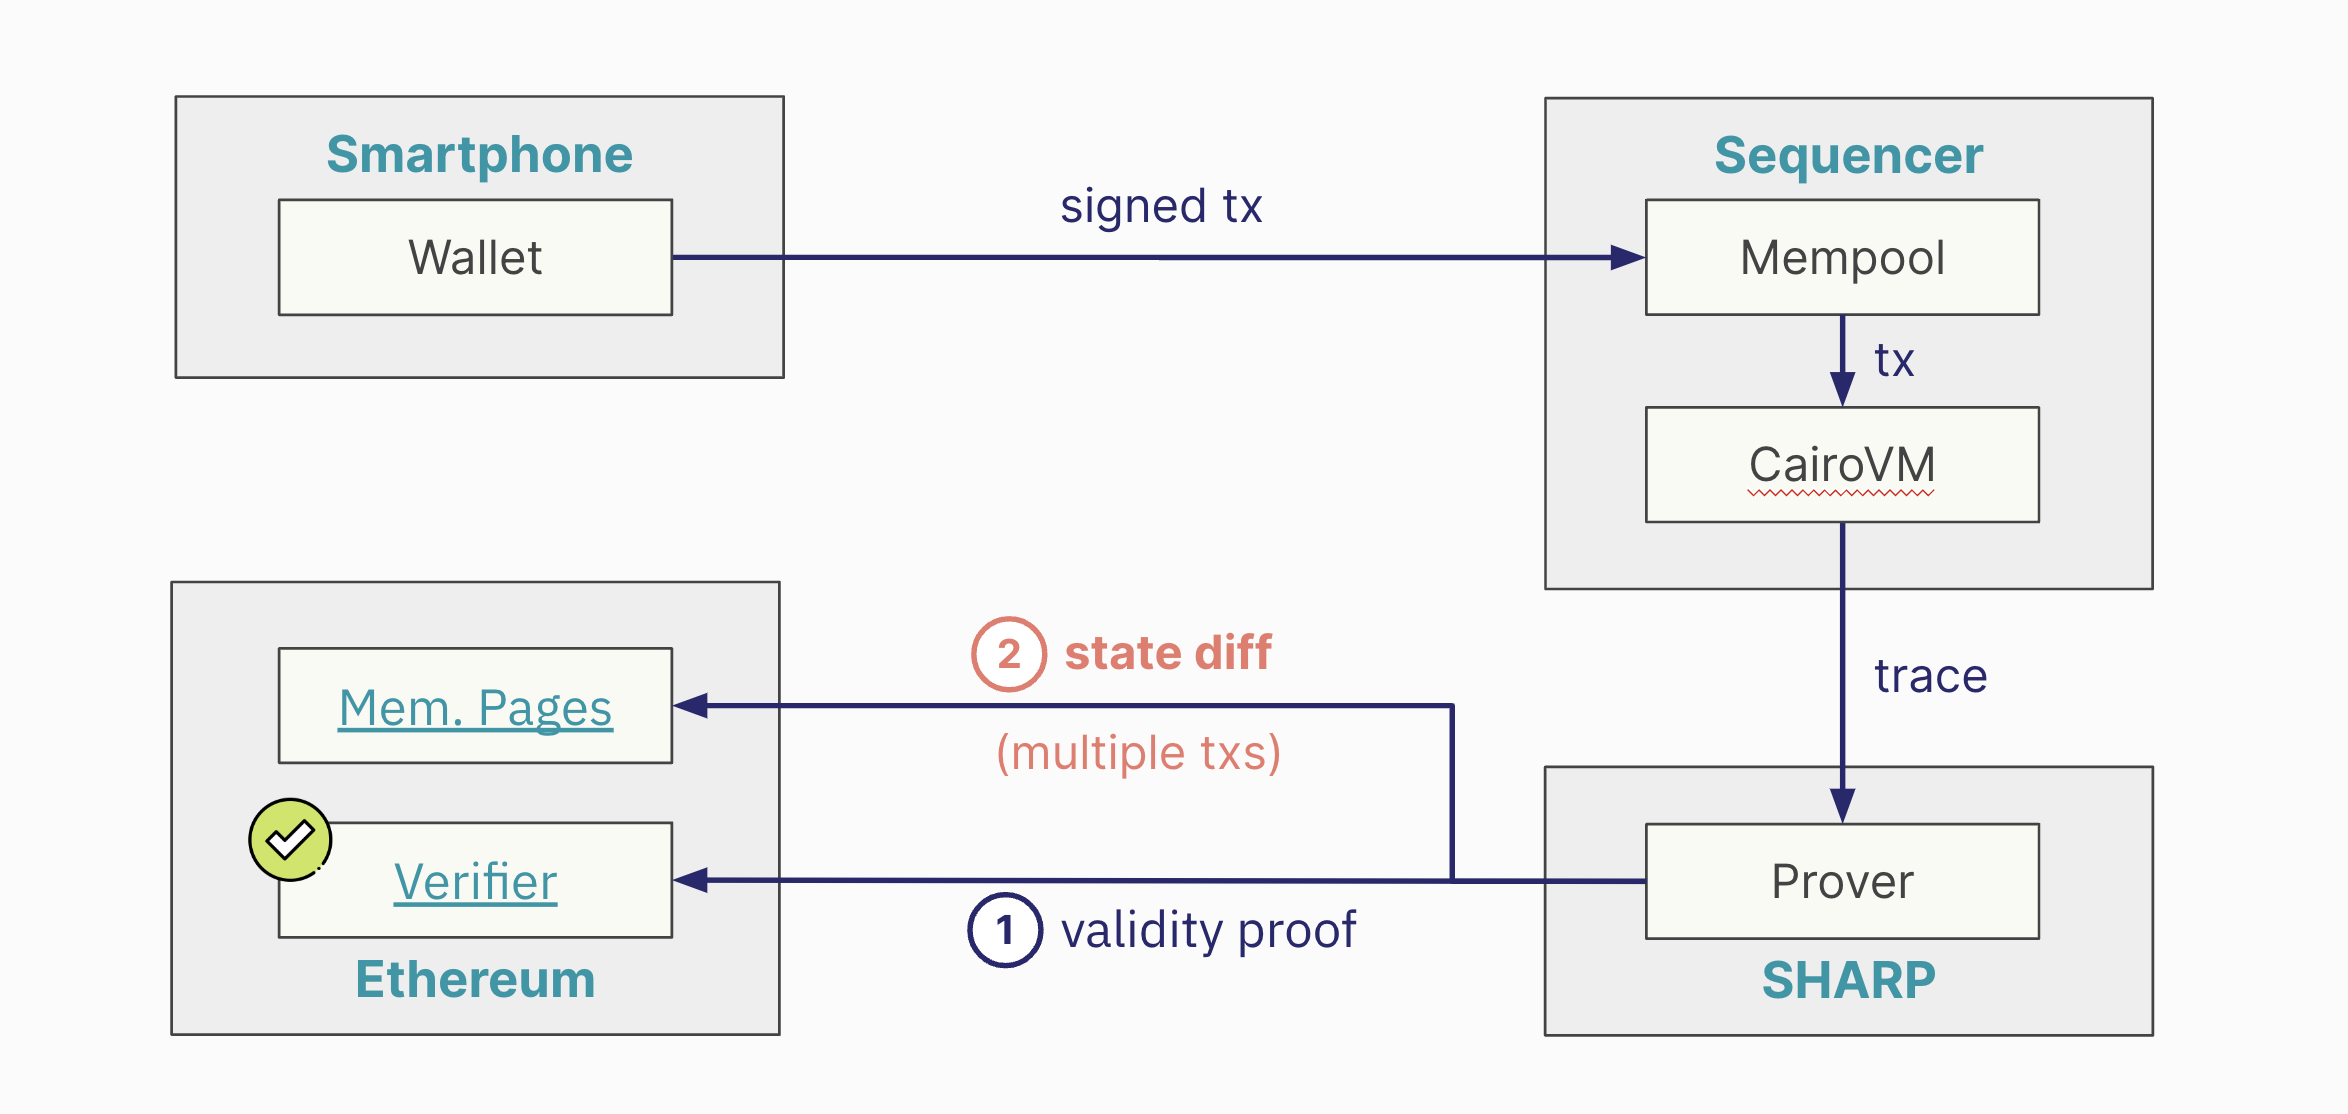 Smartphone
Wallet
signed tx
Sequencer
Mempool
tx
CairoVM
trace
2 state diff
(multiple txs)
Mem. Pages
Verifier
Ethereum
1 validity proof
Prover
SHARP